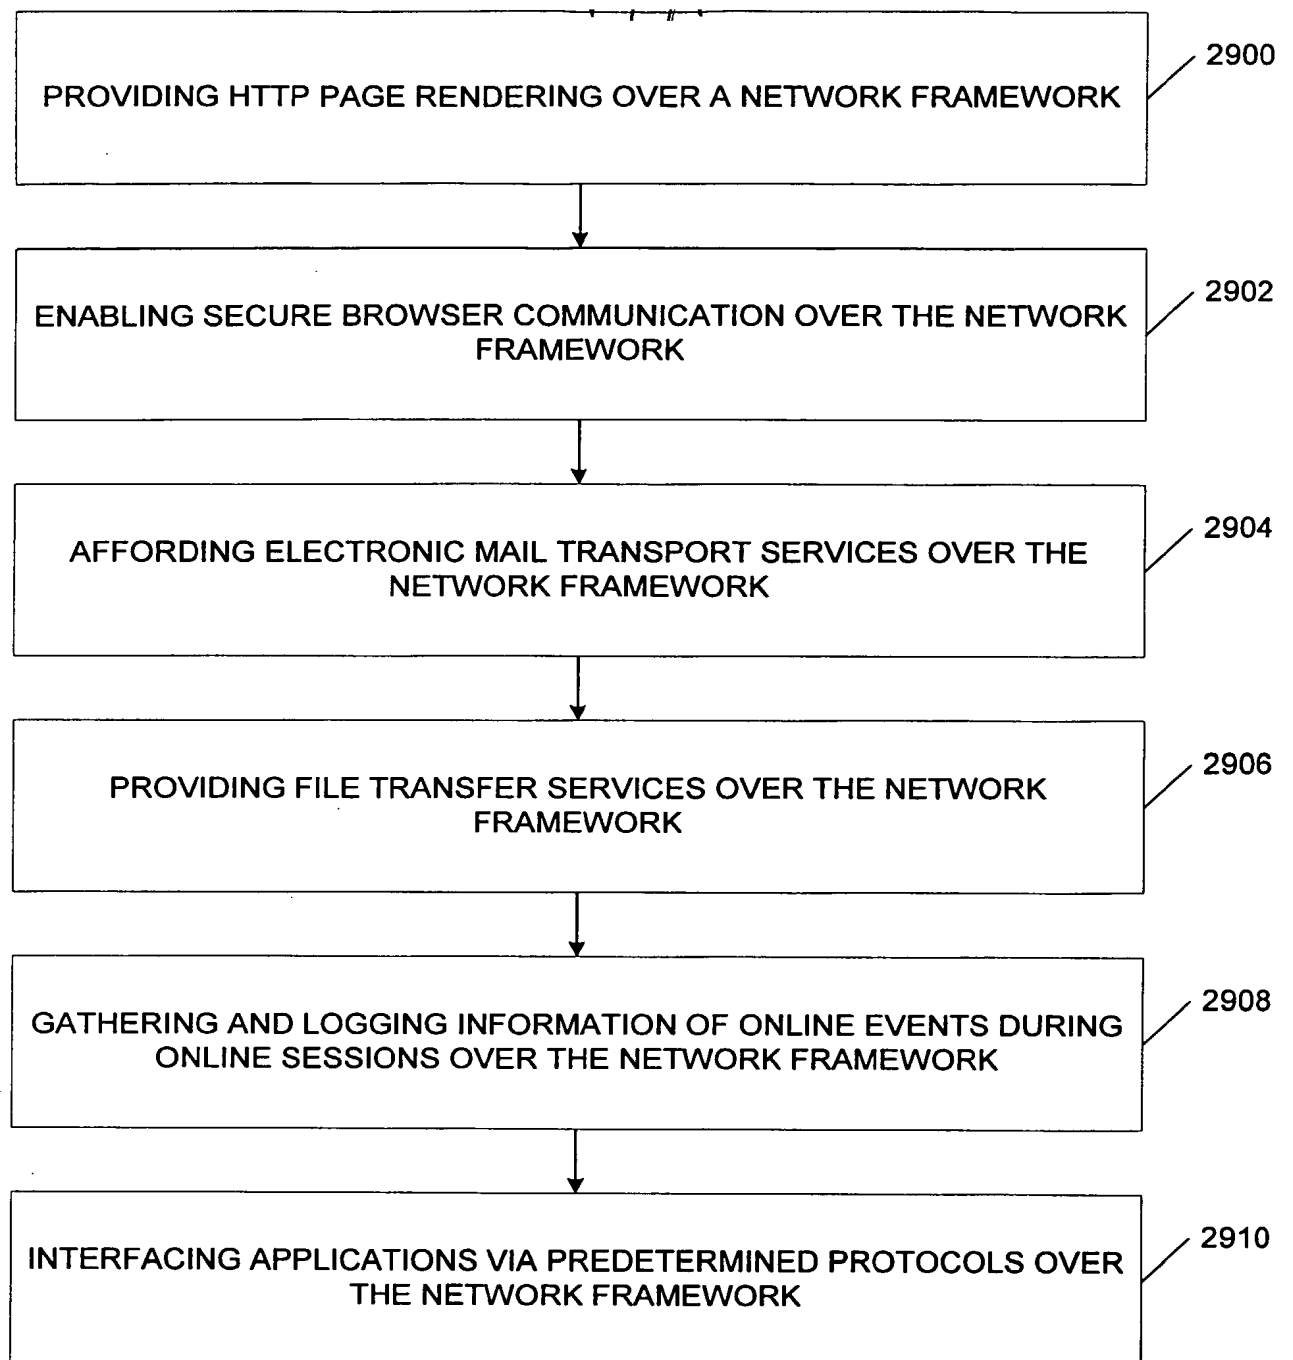 PROVIDING HTTP PAGE RENDERING OVER A NETWORK FRAMEWORK
2900
ENABLING SECURE BROWSER COMMUNICATION OVER THE NETWORK
FRAMEWORK
2902
AFFORDING ELECTRONIC MAIL TRANSPORT SERVICES OVER THE
NETWORK FRAMEWORK
2904
PROVIDING FILE TRANSFER SERVICES OVER THE NETWORK
FRAMEWORK
2906
GATHERING AND LOGGING INFORMATION OF ONLINE EVENTS DURING
ONLINE SESSIONS OVER THE NETWORK FRAMEWORK
2908
INTERFACING APPLICATIONS VIA PREDETERMINED PROTOCOLS OVER
THE NETWORK FRAMEWORK
2910